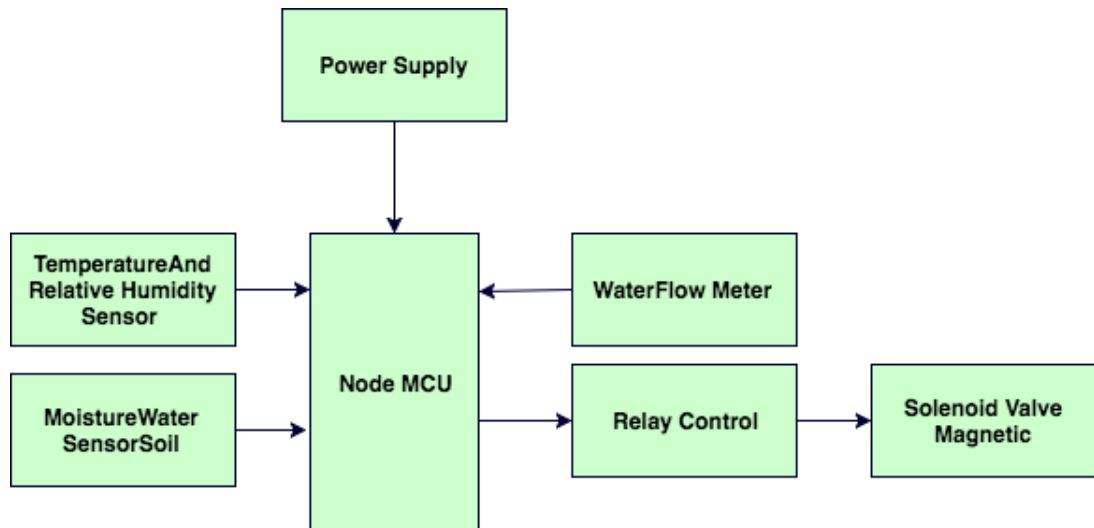 Power Supply
TemperatureAnd
Relative Humidity
Sensor
WaterFlow Meter
Node MCU
MoistureWater
SensorSoil
Relay Control
Solenoid Valve
Magnetic